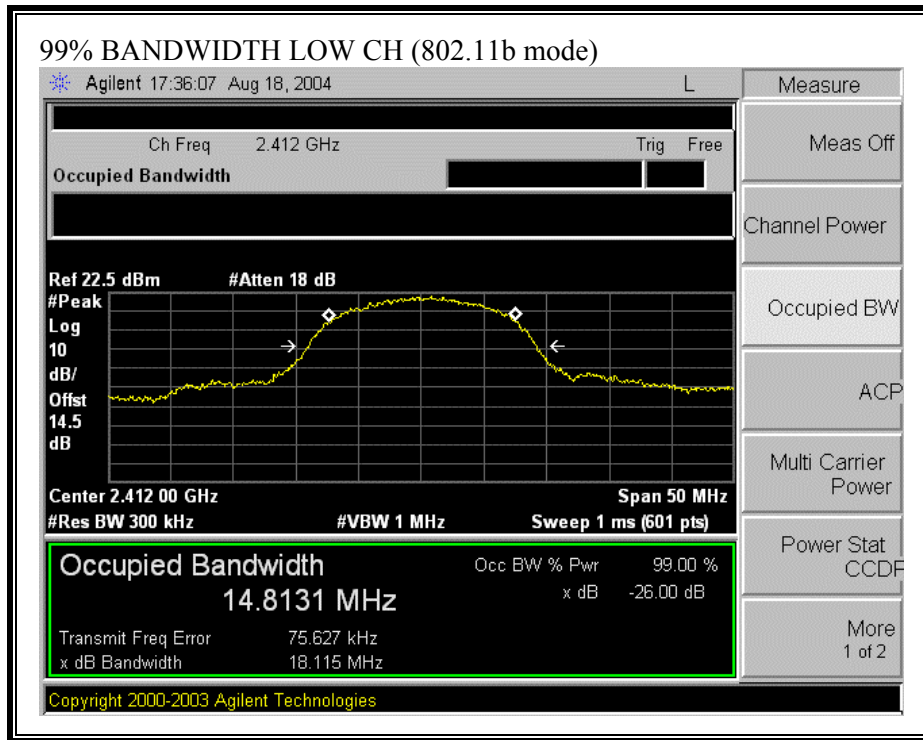 99% BANDWIDTH LOW CH (802.11b mode)
Agilent 17:36:07 Aug 18, 2004 L
Measure
Ch Freq 2.412 GHz Trig Free
Occupied Bandwidth
Meas Off
Channel Power
Occupied BW
ACP
Multi Carrier
Power
Power Stat
CCDF
More
1 of 2
Ref 22.5 dBm #Atten 18 dB
#Peak
Log
10
dB/
Offst
14.5
dB
Center 2.412 00 GHz Span 50 MHz
#Res BW 300 kHz #VBW 1 MHz Sweep 1 ms (601 pts)
Occupied Bandwidth Occ BW % Pwr 99.00 %
14.8131 MHz x dB -26.00 dB
Transmit Freq Error 75.627 kHz
x dB Bandwidth 18.115 MHz
Copyright 2000-2003 Agilent Technologies